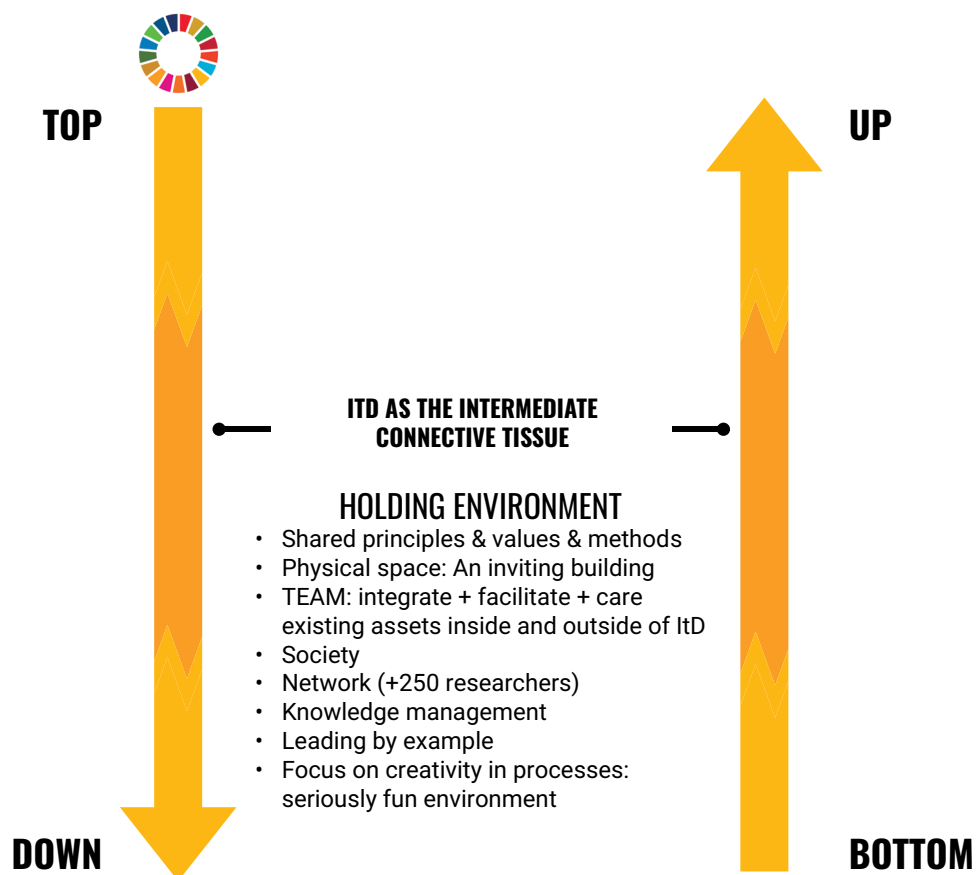 TOP
UP
ITD AS THE INTERMEDIATE
CONNECTIVE TISSUE
HOLDING ENVIRONMENT
• Shared principles & values & methods
• Physical space: An inviting building
• TEAM: integrate + facilitate + care
existing assets inside and outside of ItD
• Society
• Network (+250 researchers)
• Knowledge management
• Leading by example
• Focus on creativity in processes:
seriously fun environment
DOWN
BOTTOM